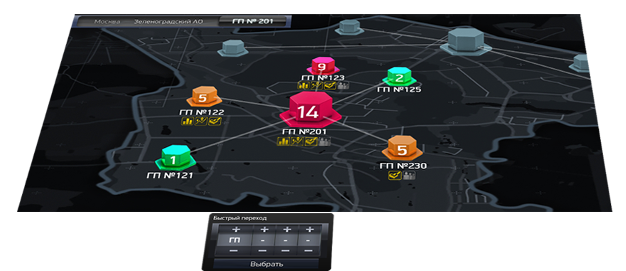 Москва Зеленоградский АО ГП № 201
9
ГП №123
2
ГП №125
5
ГП №122
14
ГП №201
5
ГП №230
1
ГП №121
Быстрый переход
+ + + +
ГП - - -
− − − −
Выбрать